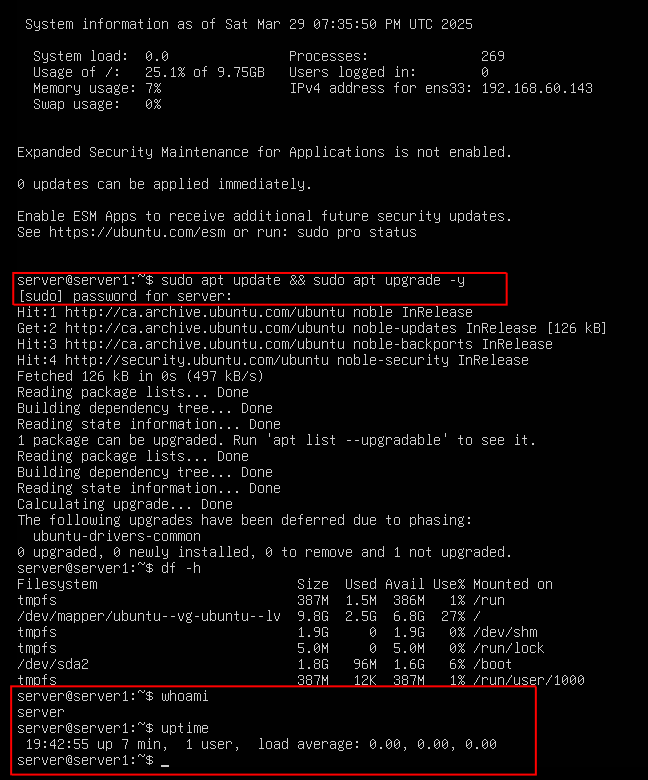 System information as of Sat Mar 29 07:35:50 PM UTC 2025
System load:  0.0               Processes:              269
Usage of /:   25.1% of 9.75GB   Users logged in:        0
Memory usage: 7%                IPv4 address for ens33: 192.168.60.143
Swap usage:   0%
Expanded Security Maintenance for Applications is not enabled.
0 updates can be applied immediately.
Enable ESM Apps to receive additional future security updates.
See https://ubuntu.com/esm or run: sudo pro status
server@server1:~$ sudo apt update && sudo apt upgrade -y
[sudo] password for server:
Hit:1 http://ca.archive.ubuntu.com/ubuntu noble InRelease
Get:2 http://ca.archive.ubuntu.com/ubuntu noble-updates InRelease [126 kB]
Hit:3 http://ca.archive.ubuntu.com/ubuntu noble-backports InRelease
Hit:4 http://security.ubuntu.com/ubuntu noble-security InRelease
Fetched 126 kB in 0s (497 kB/s)
Reading package lists... Done
Building dependency tree... Done
Reading state information... Done
1 package can be upgraded. Run 'apt list --upgradable' to see it.
Reading package lists... Done
Building dependency tree... Done
Reading state information... Done
Calculating upgrade... Done
The following upgrades have been deferred due to phasing:
  ubuntu-drivers-common
0 upgraded, 0 newly installed, 0 to remove and 1 not upgraded.
server@server1:~$ df -h
Filesystem                         Size  Used Avail Use% Mounted on
tmpfs                              387M  1.5M  386M   1% /run
/dev/mapper/ubuntu--vg-ubuntu--lv  9.8G  2.5G  6.8G  27% /
tmpfs                              1.9G     0  1.9G   0% /dev/shm
tmpfs                              5.0M     0  5.0M   0% /run/lock
/dev/sda2                          1.8G   96M  1.6G   6% /boot
tmpfs                              387M   12K  387M   1% /run/user/1000
server@server1:~$ whoami
server
server@server1:~$ uptime
 19:42:55 up 7 min,  1 user,  load average: 0.00, 0.00, 0.00
server@server1:~$ _